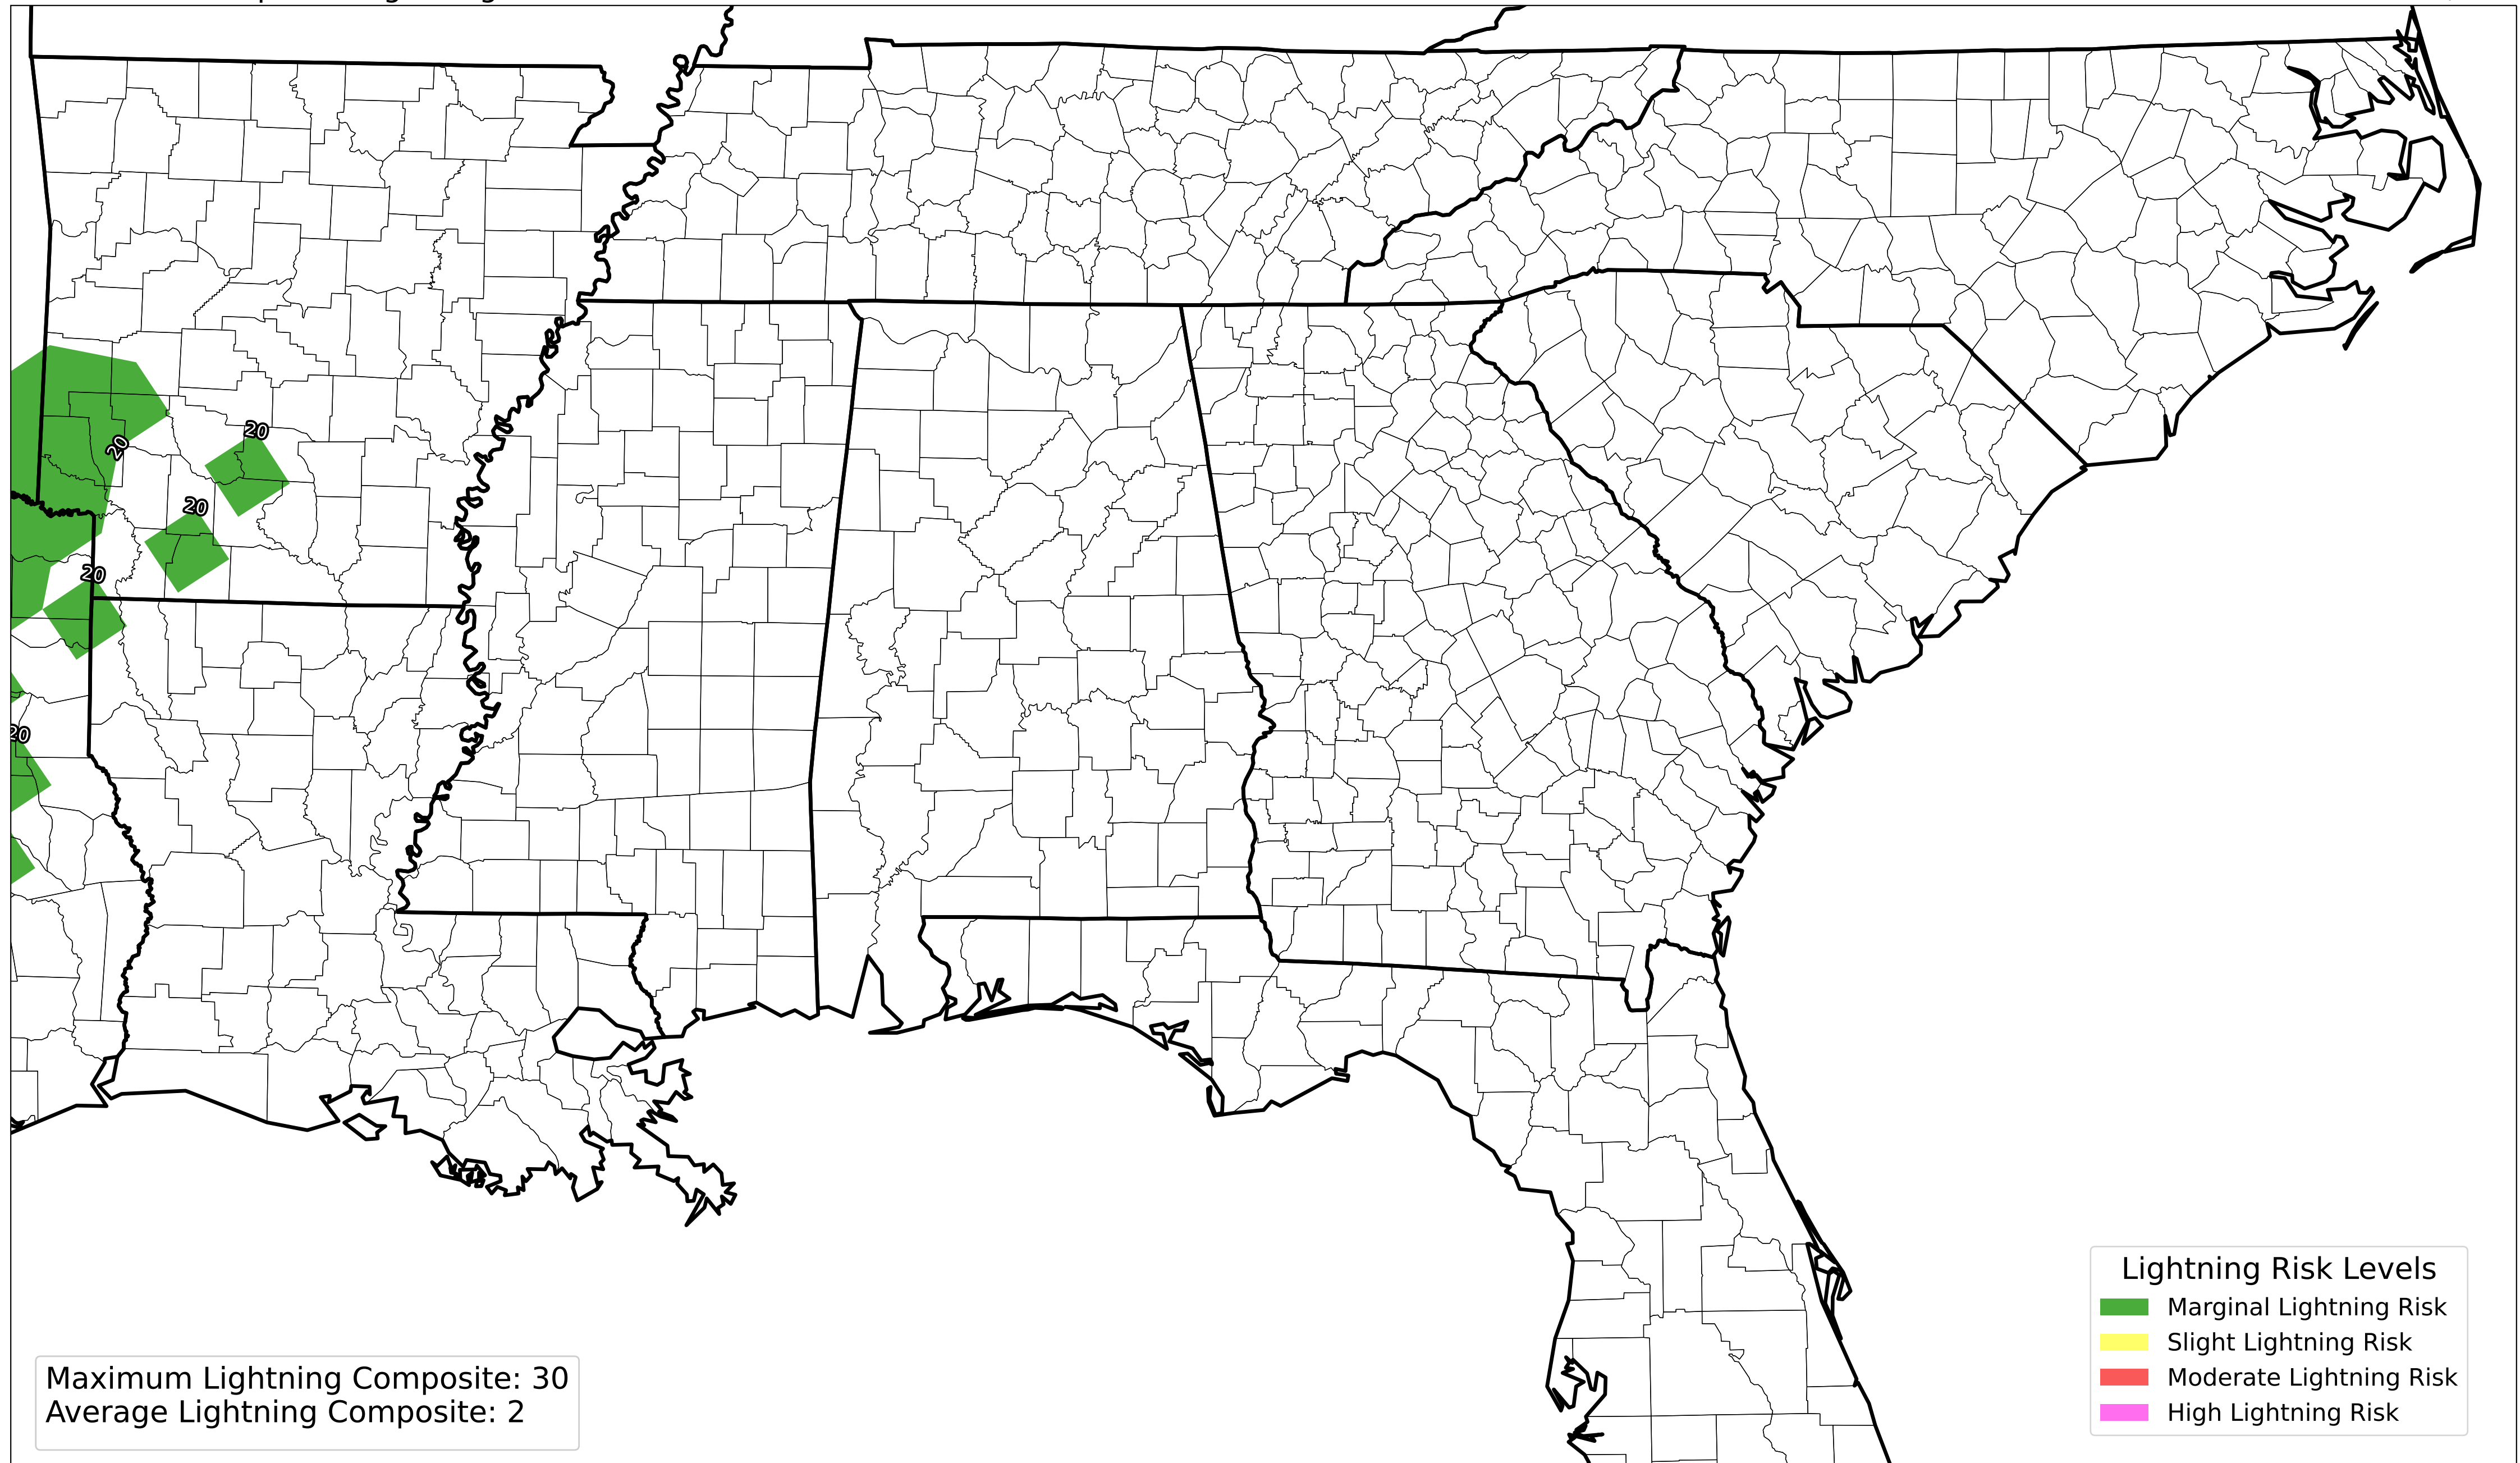 20
20
20
20
20
Maximum Lightning Composite: 30
Average Lightning Composite: 2
Lightning Risk Levels
Marginal Lightning Risk
Slight Lightning Risk
Moderate Lightning Risk
High Lightning Risk